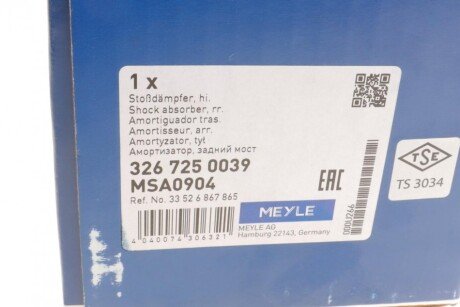 1 x
Stoßdämpfer, hi.
Shock absorber, rr.
Amortiguador tras.
Amortisseur, arr.
Amortyzator, tył
Амортизатор, задний мост
326 725 0039
MSA0904
Ref. No. 33 52 6 867 865
4 040074 306321
MEYLE
MEYLE AG
Hamburg 22143, Germany
EAC
TSE
TS 3034